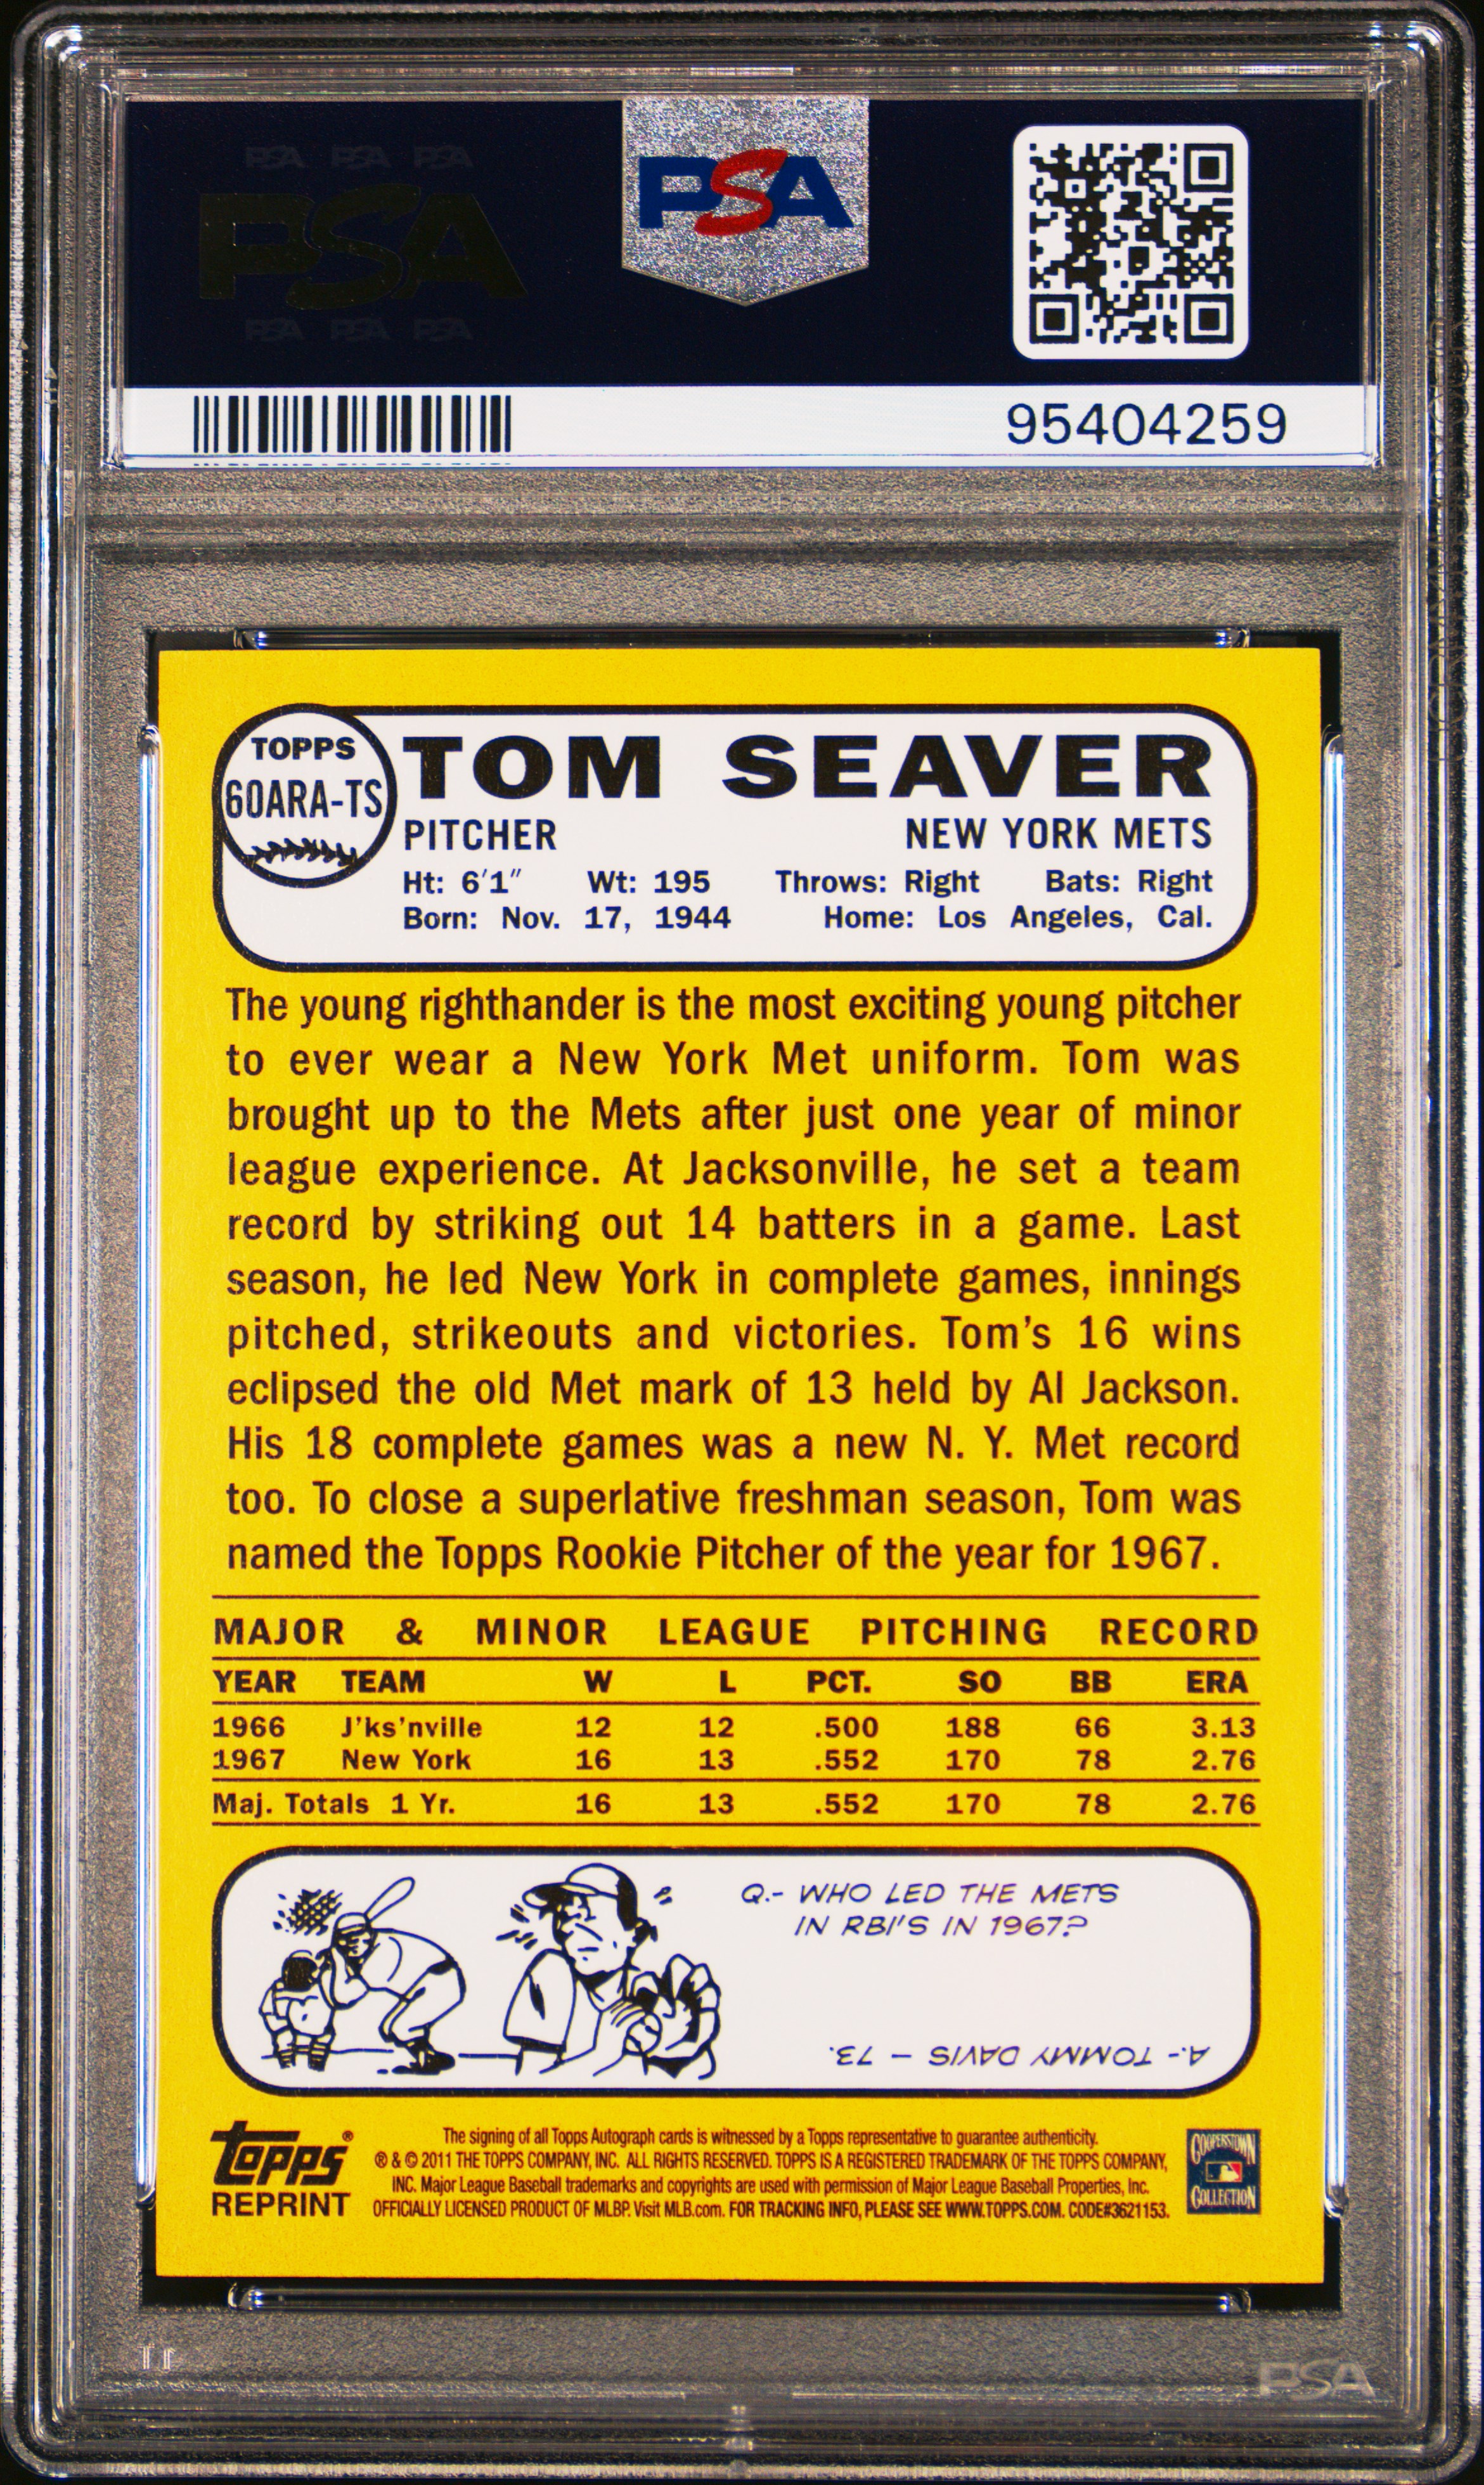 PSA PSA PSA
PSA
PSA PSA PSA
PSA
95404259
TOPPS
60ARA-TS
TOM SEAVER
PITCHER NEW YORK METS
Ht: 6'1" Wt: 195 Throws: Right Bats: Right
Born: Nov. 17, 1944 Home: Los Angeles, Cal.
The young righthander is the most exciting young pitcher
to ever wear a New York Met uniform. Tom was
brought up to the Mets after just one year of minor
league experience. At Jacksonville, he set a team
record by striking out 14 batters in a game. Last
season, he led New York in complete games, innings
pitched, strikeouts and victories. Tom's 16 wins
eclipsed the old Met mark of 13 held by Al Jackson.
His 18 complete games was a new N. Y. Met record
too. To close a superlative freshman season, Tom was
named the Topps Rookie Pitcher of the year for 1967.
MAJOR & MINOR LEAGUE PITCHING RECORD
YEAR TEAM W L PCT. SO BB ERA
1966 J'ks'nville 12 12 .500 188 66 3.13
1967 New York 16 13 .552 170 78 2.76
Maj. Totals 1 Yr. 16 13 .552 170 78 2.76
Q.- WHO LED THE METS
IN RBI'S IN 1967?
A.- TOMMY DAVIS - 73.
Topps®
REPRINT
The signing of all Topps Autograph cards is witnessed by a Topps representative to guarantee authenticity.
® & © 2011 THE TOPPS COMPANY, INC. ALL RIGHTS RESERVED. TOPPS IS A REGISTERED TRADEMARK OF THE TOPPS COMPANY,
INC. Major League Baseball trademarks and copyrights are used with permission of Major League Baseball Properties, Inc.
OFFICIALLY LICENSED PRODUCT OF MLBP. Visit MLB.com. FOR TRACKING INFO, PLEASE SEE WWW.TOPPS.COM. CODE#3621153.
COOPERSTOWN
COLLECTION
PSA